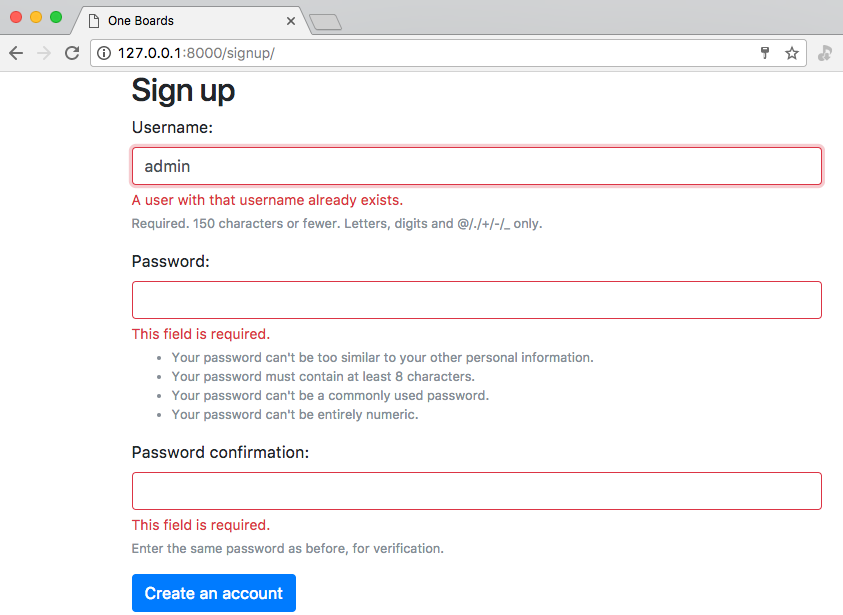 One Boards
127.0.0.1:8000/signup/
Sign up
Username:
admin
A user with that username already exists.
Required. 150 characters or fewer. Letters, digits and @/./+/-/_ only.
Password:
This field is required.
• Your password can't be too similar to your other personal information.
• Your password must contain at least 8 characters.
• Your password can't be a commonly used password.
• Your password can't be entirely numeric.
Password confirmation:
This field is required.
Enter the same password as before, for verification.
Create an account